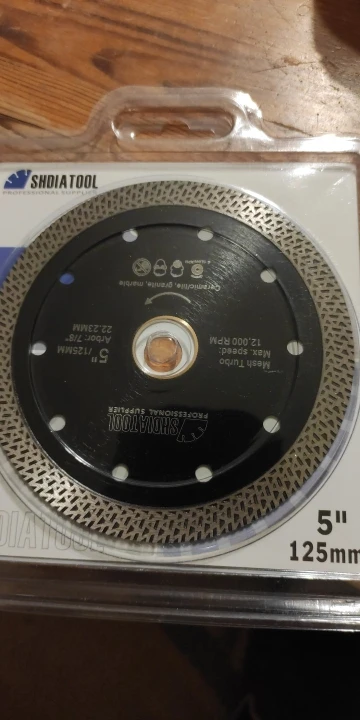 SHDIATOOL
PROFESSIONAL SUPPLIER
SHDIATOOL
PROFESSIONAL SUPPLIER
Mesh Turbo
Max. speed:
12.000 RPM
5"/125MM
Arbor: 7/8"
22.23MM
Ceramic/tile, granite, marble
DIATOOL
5"
125mm